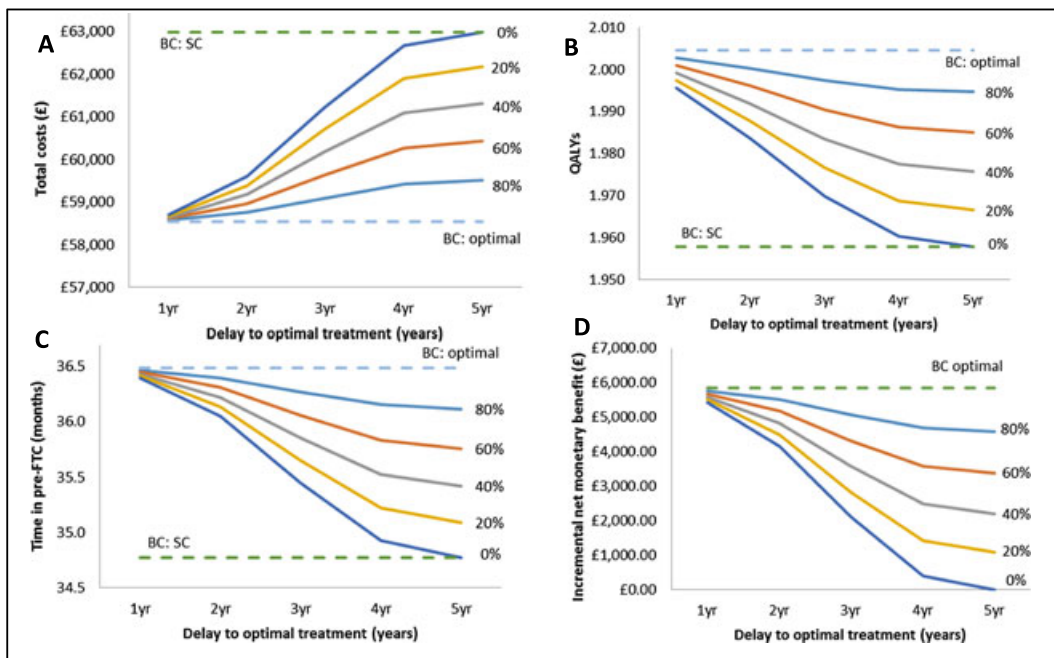 A
£63,000
£62,000
£61,000
£60,000
£59,000
£58,000
£57,000
Total costs (£)
BC: SC
0%
20%
40%
60%
80%
BC: optimal
1yr 2yr 3yr 4yr 5yr
Delay to optimal treatment (years)
B
2.010
2.000
1.990
1.980
1.970
1.960
1.950
QALYs
BC: optimal
80%
60%
40%
20%
0%
BC: SC
1yr 2yr 3yr 4yr 5yr
Delay to optimal treatment (years)
C
36.5
36.0
35.5
35.0
34.5
Time in pre-FTC (months)
BC: optimal
80%
60%
40%
20%
0%
BC: SC
1yr 2yr 3yr 4yr 5yr
Delay to optimal treatment (years)
D
£7,000.00
£6,000.00
£5,000.00
£4,000.00
£3,000.00
£2,000.00
£1,000.00
£0.00
Incremental net monetary benefit (£)
BC optimal
80%
60%
40%
20%
0%
1yr 2yr 3yr 4yr 5yr
Delay to optimal treatment (years)